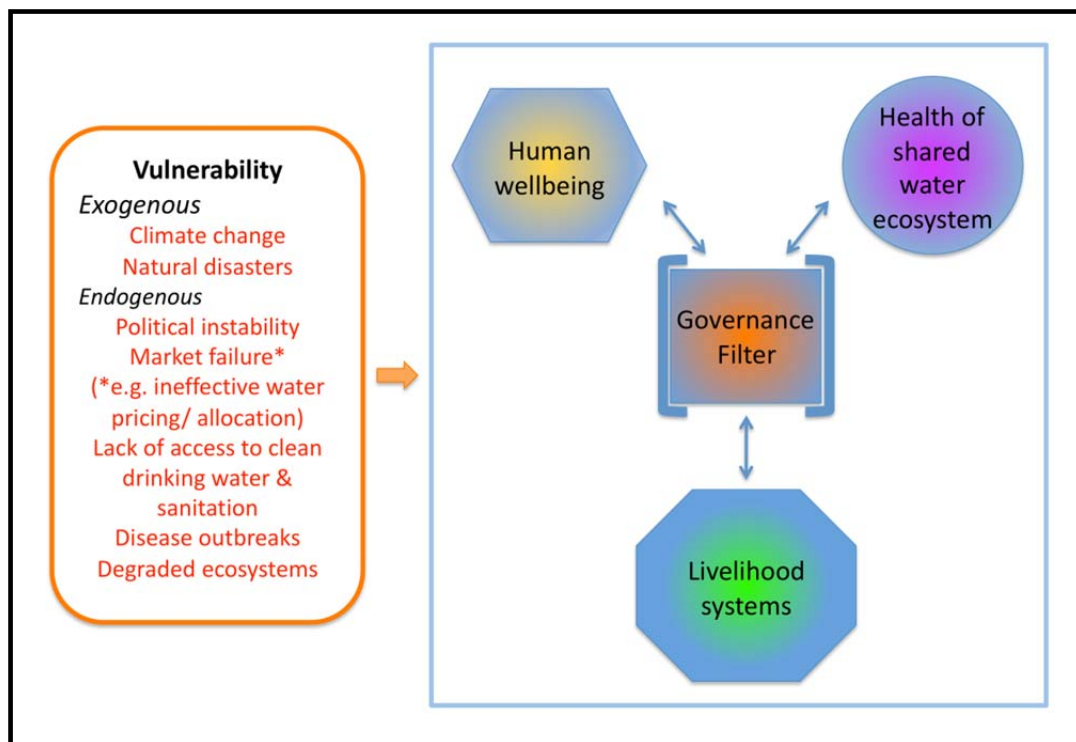 Vulnerability
Exogenous
Climate change
Natural disasters
Endogenous
Political instability
Market failure*
(*e.g. ineffective water
pricing/ allocation)
Lack of access to clean
drinking water &
sanitation
Disease outbreaks
Degraded ecosystems
Human
wellbeing
Health of
shared
water
ecosystem
Governance
Filter
Livelihood
systems